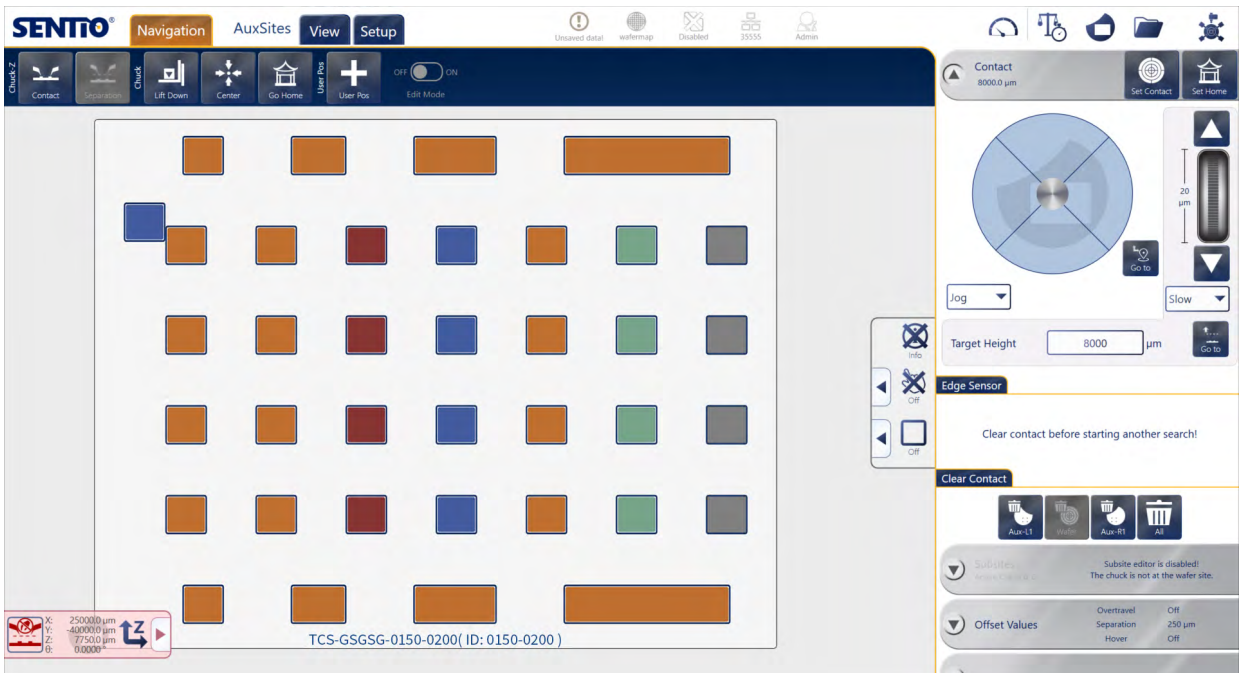 SENTIO®
Navigation
AuxSites
View
Setup
Unsaved data!
wafermap
Disabled
35555
Admin
Chuck-Z
Contact
Separation
Chuck
Lift Down
Center
Go Home
User Pos
User Pos
OFF
ON
Edit Mode
Contact
8000.0 µm
Set Contact
Set Home
20
µm
Go to
Jog
Slow
Target Height
8000
µm
Go to
Info
Off
Off
Edge Sensor
Clear contact before starting another search!
Clear Contact
Aux-L1
Wafer
Aux-R1
All
Subsites
Subsite editor is disabled!
The chuck is not at the wafer site.
Offset Values
Overtravel Off
Separation 250 µm
Hover Off
X: 25000.0 µm
Y: -40000.0 µm
Z: 7750.0 µm
θ: 0.0000 °
Z
TCS-GSGSG-0150-0200( ID: 0150-0200 )